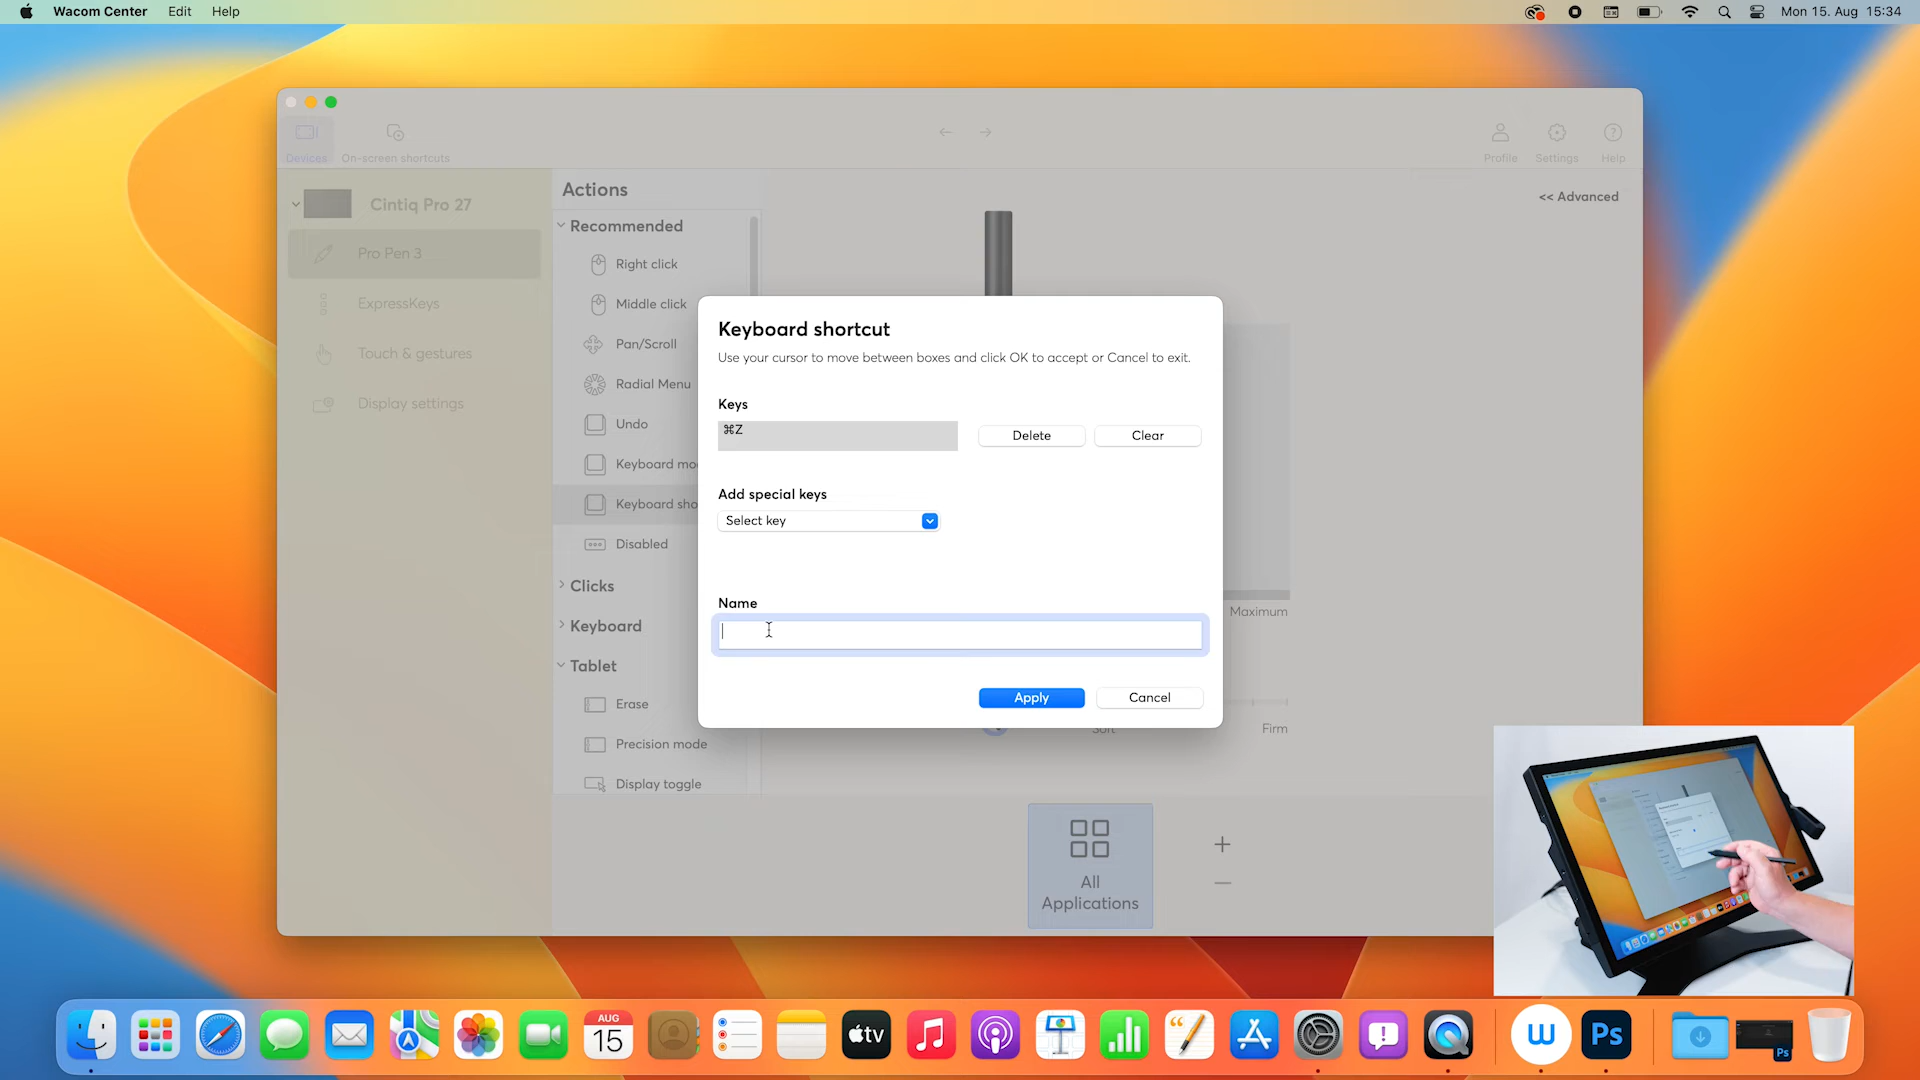 Wacom Center Edit Help
Mon 15. Aug 15:34
Devices On-screen shortcuts
Profile Settings Help
Cintiq Pro 27
Pro Pen 3
ExpressKeys
Touch & gestures
Display settings
Actions
Recommended
Right click
Middle click
Pan/Scroll
Radial Menu
Undo
Keyboard mo
Keyboard sho
Disabled
Clicks
Keyboard
Tablet
Erase
Precision mode
Display toggle
<< Advanced
Keyboard shortcut
Use your cursor to move between boxes and click OK to accept or Cancel to exit.
Keys
⌘Z
Delete Clear
Add special keys
Select key
Name
Apply Cancel
Maximum
Soft Firm
All
Applications
+
−
AUG
15
tv
W
Ps
Ps